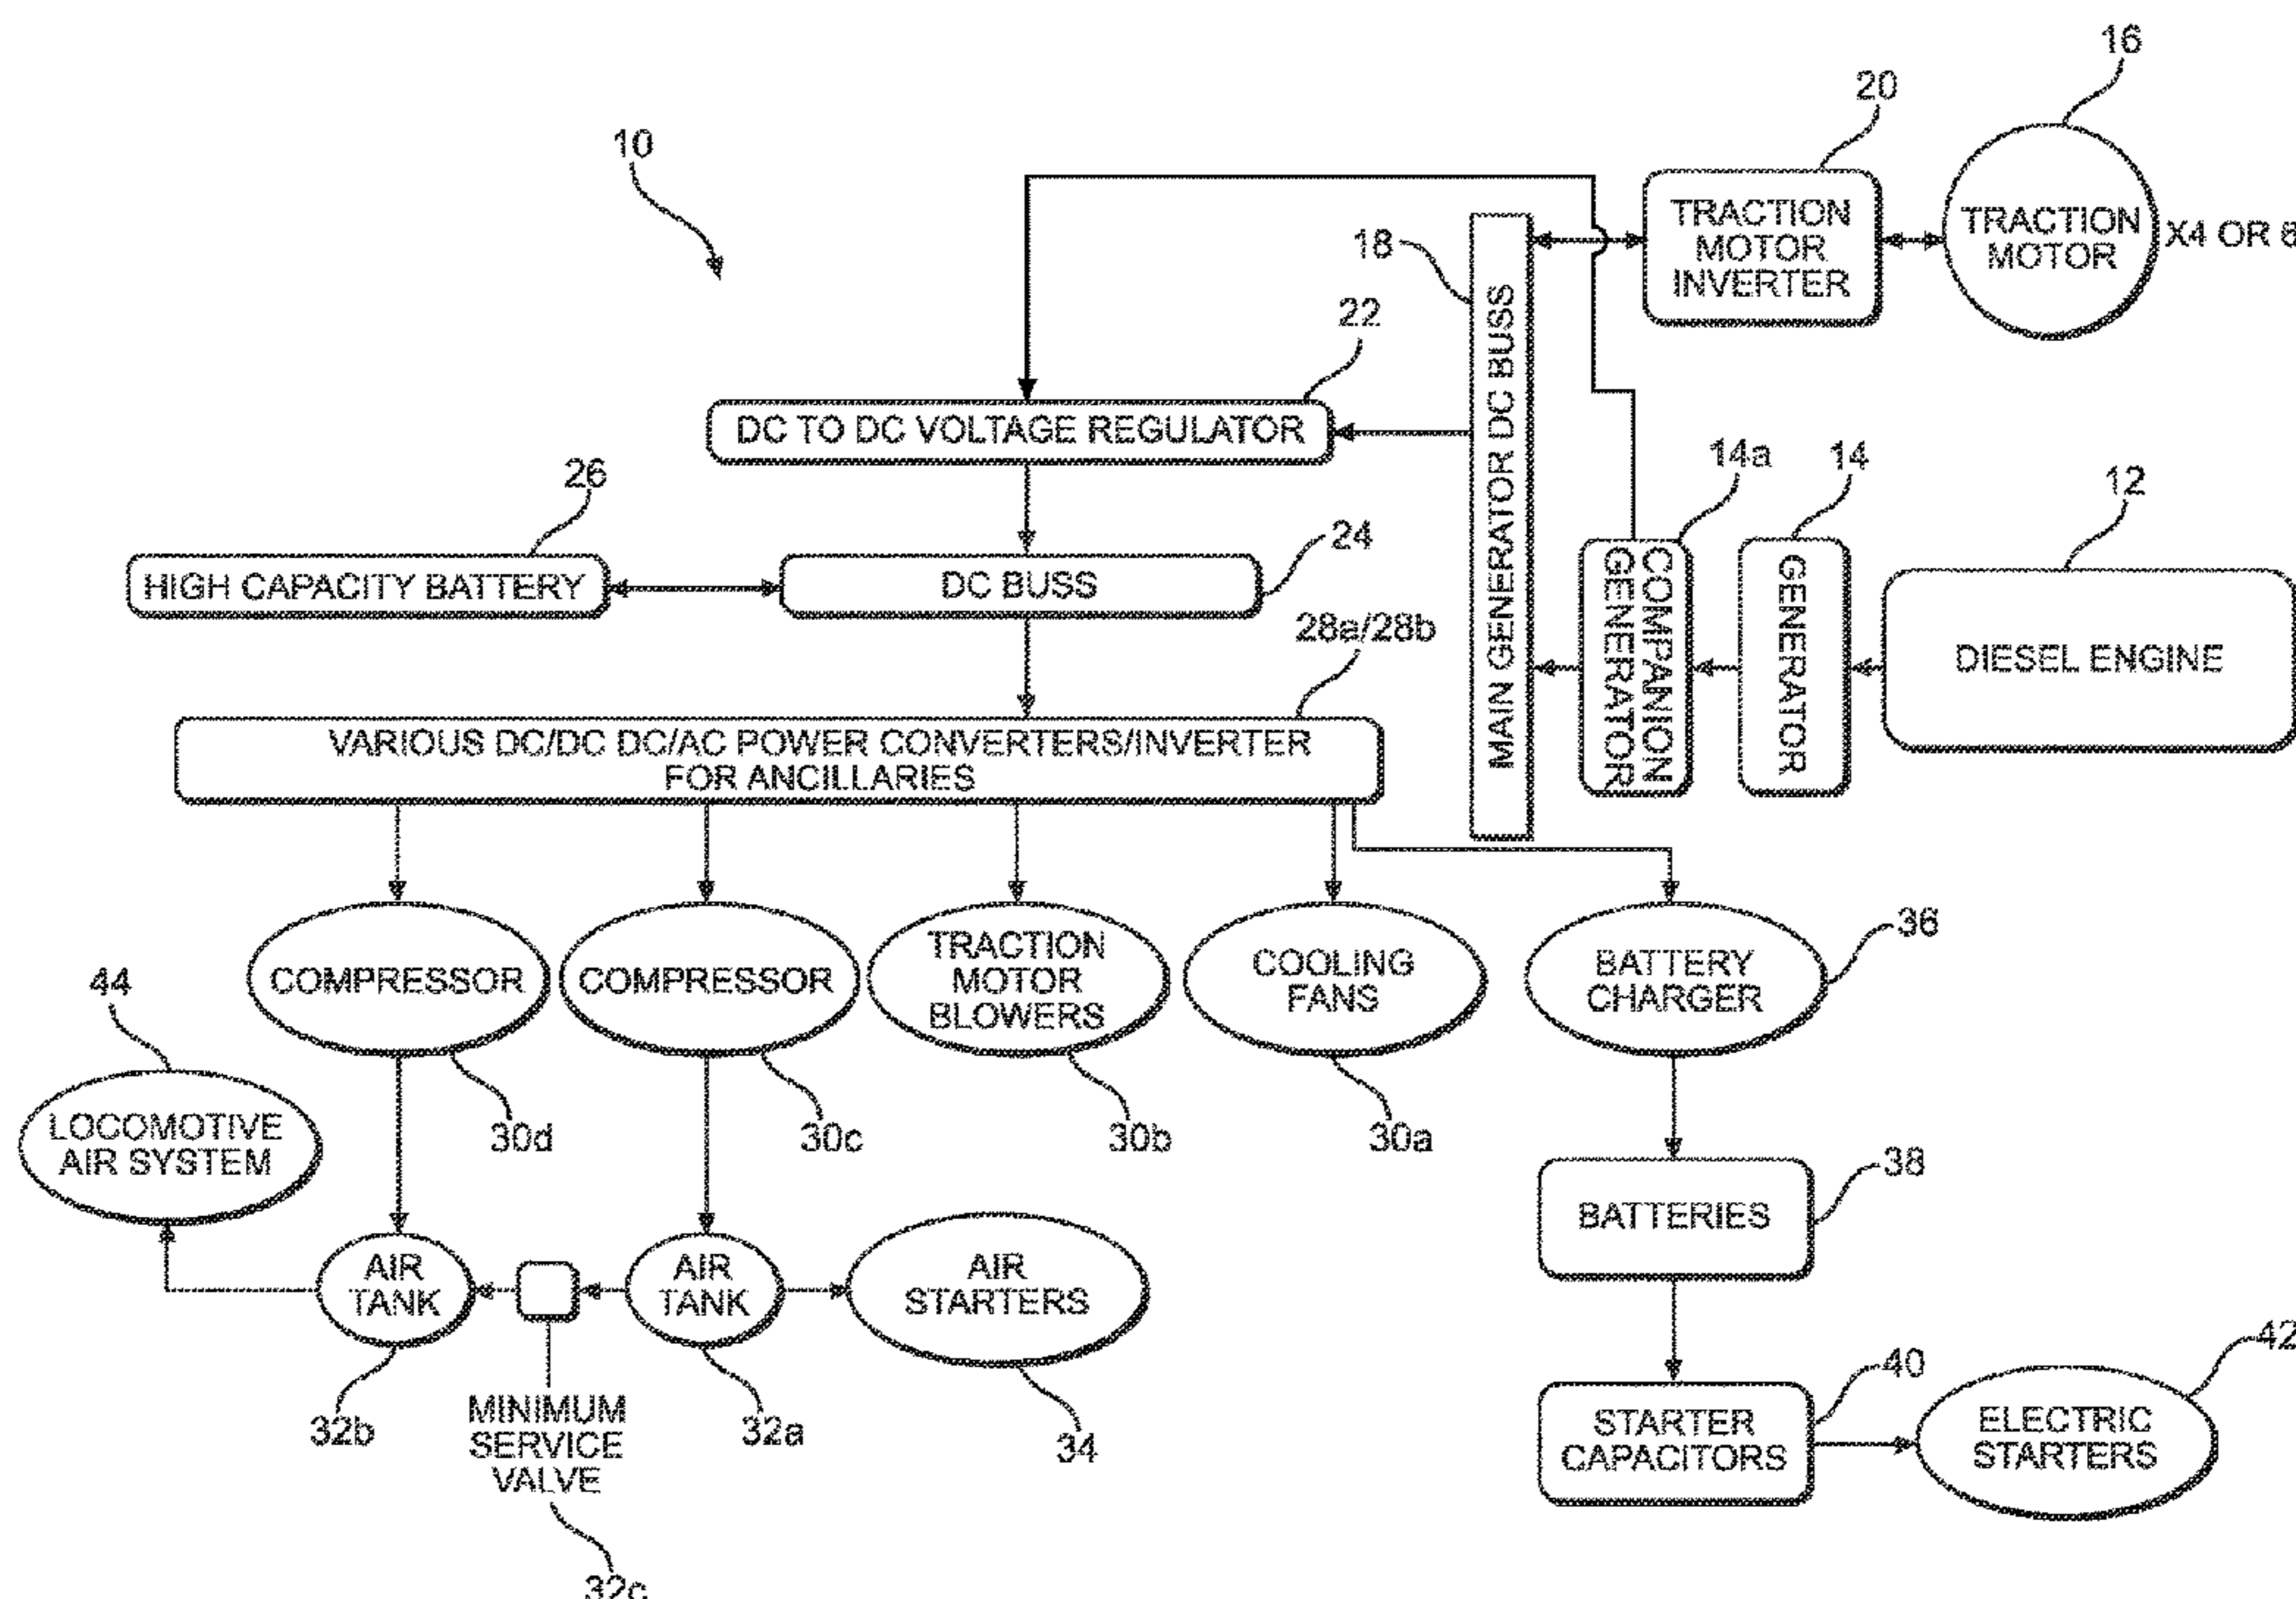 16
20
10
TRACTION
MOTOR
INVERTER
TRACTION
MOTOR
X4 OR 6
18
22
MAIN GENERATOR DC BUSS
DC TO DC VOLTAGE REGULATOR
14a
14
12
26
24
COMPANION
GENERATOR
GENERATOR
HIGH CAPACITY BATTERY
DC BUSS
28a/28b
DIESEL ENGINE
VARIOUS DC/DC DC/AC POWER CONVERTERS/INVERTER
FOR ANCILLARIES
36
COMPRESSOR
COMPRESSOR
TRACTION
MOTOR
BLOWERS
COOLING
FANS
BATTERY
CHARGER
44
LOCOMOTIVE
AIR SYSTEM
30d
30c
30b
30a
38
BATTERIES
AIR
TANK
AIR
TANK
AIR
STARTERS
42
40
32b
MINIMUM
SERVICE
VALVE
32a
34
STARTER
CAPACITORS
ELECTRIC
STARTERS
32c